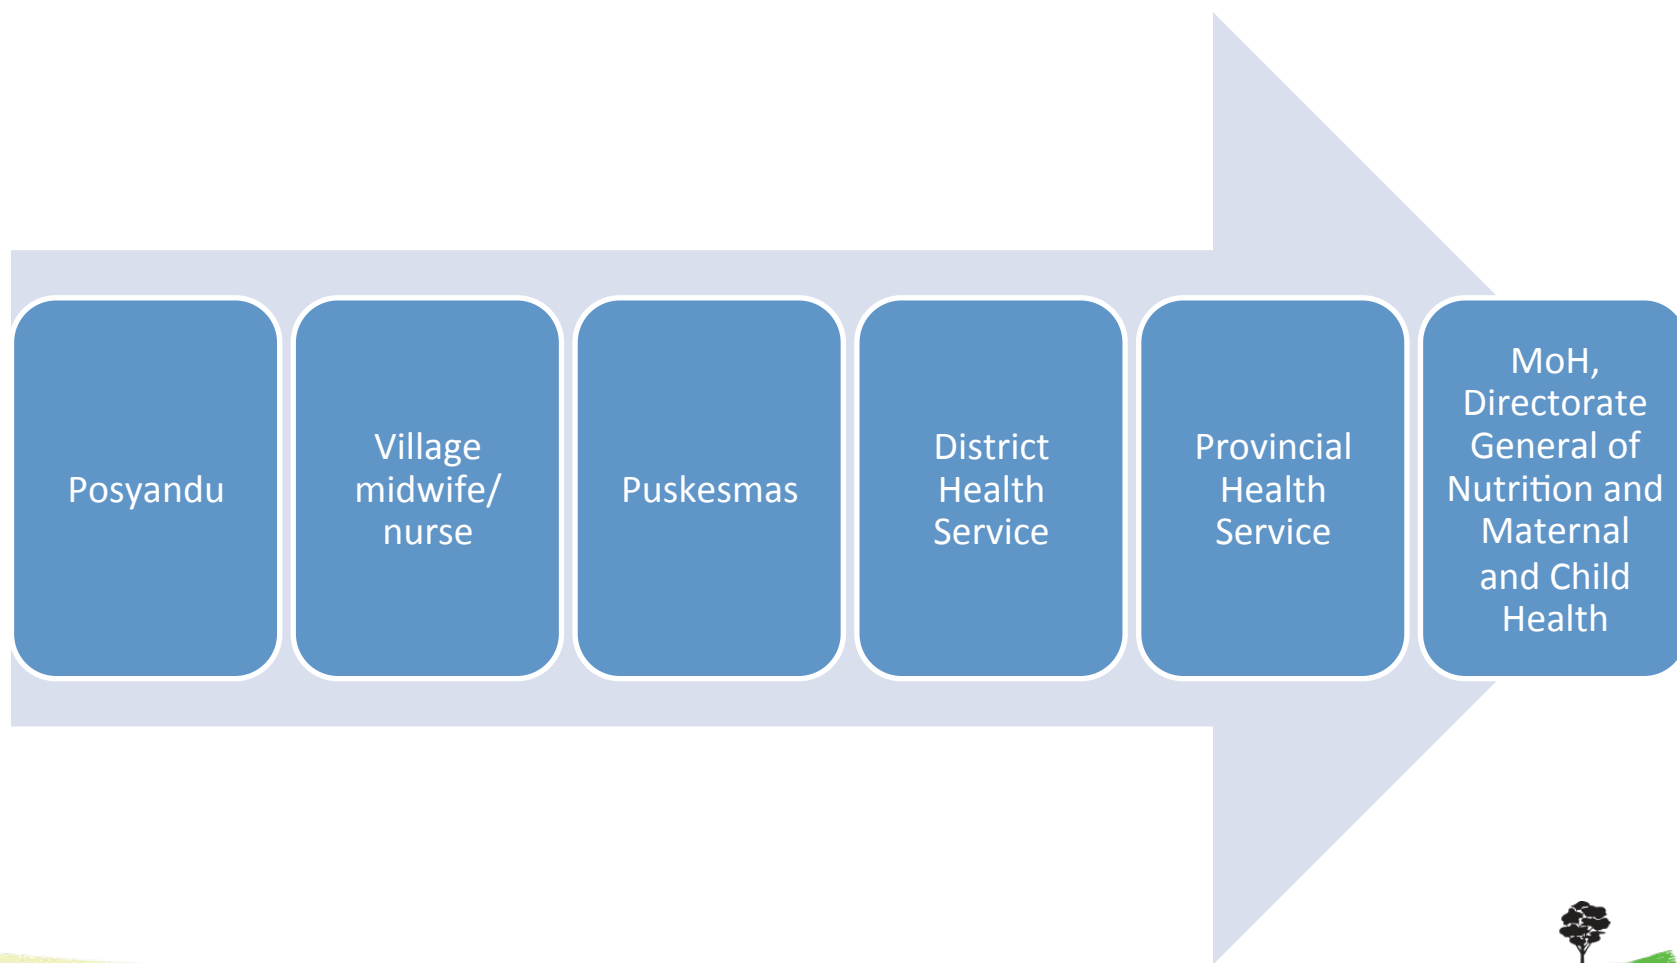 Posyandu
Village
midwife/
nurse
Puskesmas
District
Health
Service
Provincial
Health
Service
MoH,
Directorate
General of
Nutrition and
Maternal
and Child
Health